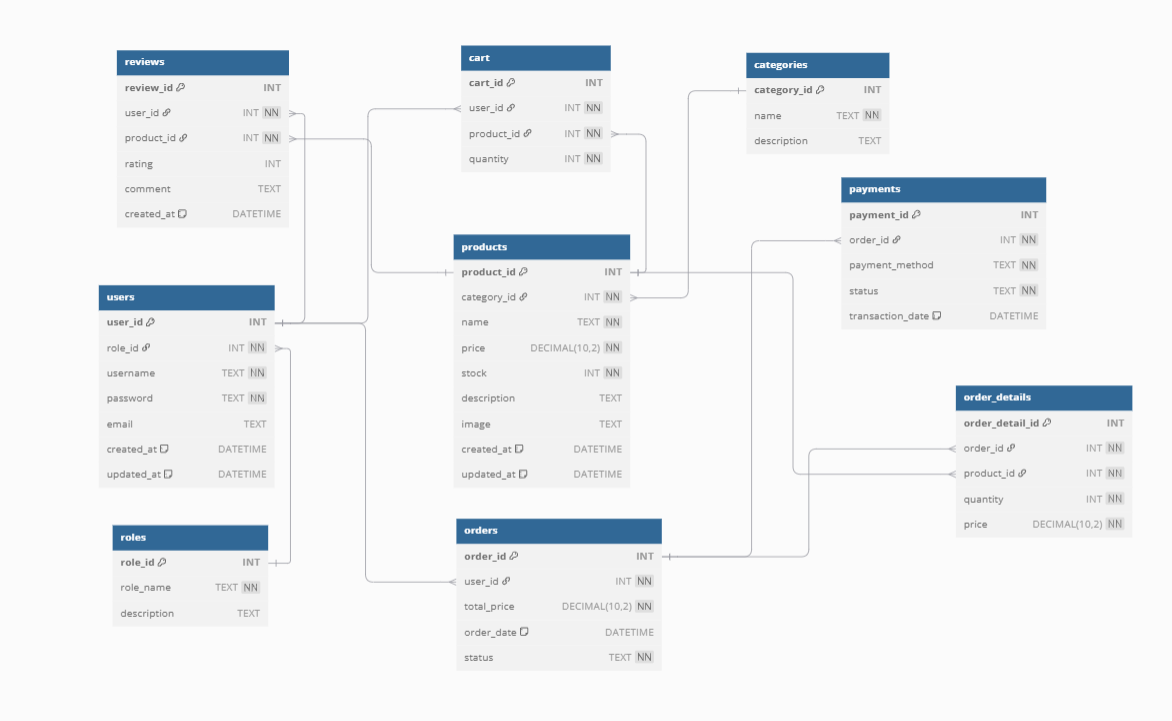 reviews
review_id INT
user_id INT NN
product_id INT NN
rating INT
comment TEXT
created_at DATETIME
cart
cart_id INT
user_id INT NN
product_id INT NN
quantity INT NN
categories
category_id INT
name TEXT NN
description TEXT
payments
payment_id INT
order_id INT NN
payment_method TEXT NN
status TEXT NN
transaction_date DATETIME
products
product_id INT
category_id INT NN
name TEXT NN
price DECIMAL(10,2) NN
stock INT NN
description TEXT
image TEXT
created_at DATETIME
updated_at DATETIME
users
user_id INT
role_id INT NN
username TEXT NN
password TEXT NN
email TEXT
created_at DATETIME
updated_at DATETIME
order_details
order_detail_id INT
order_id INT NN
product_id INT NN
quantity INT NN
price DECIMAL(10,2) NN
roles
role_id INT
role_name TEXT NN
description TEXT
orders
order_id INT
user_id INT NN
total_price DECIMAL(10,2) NN
order_date DATETIME
status TEXT NN